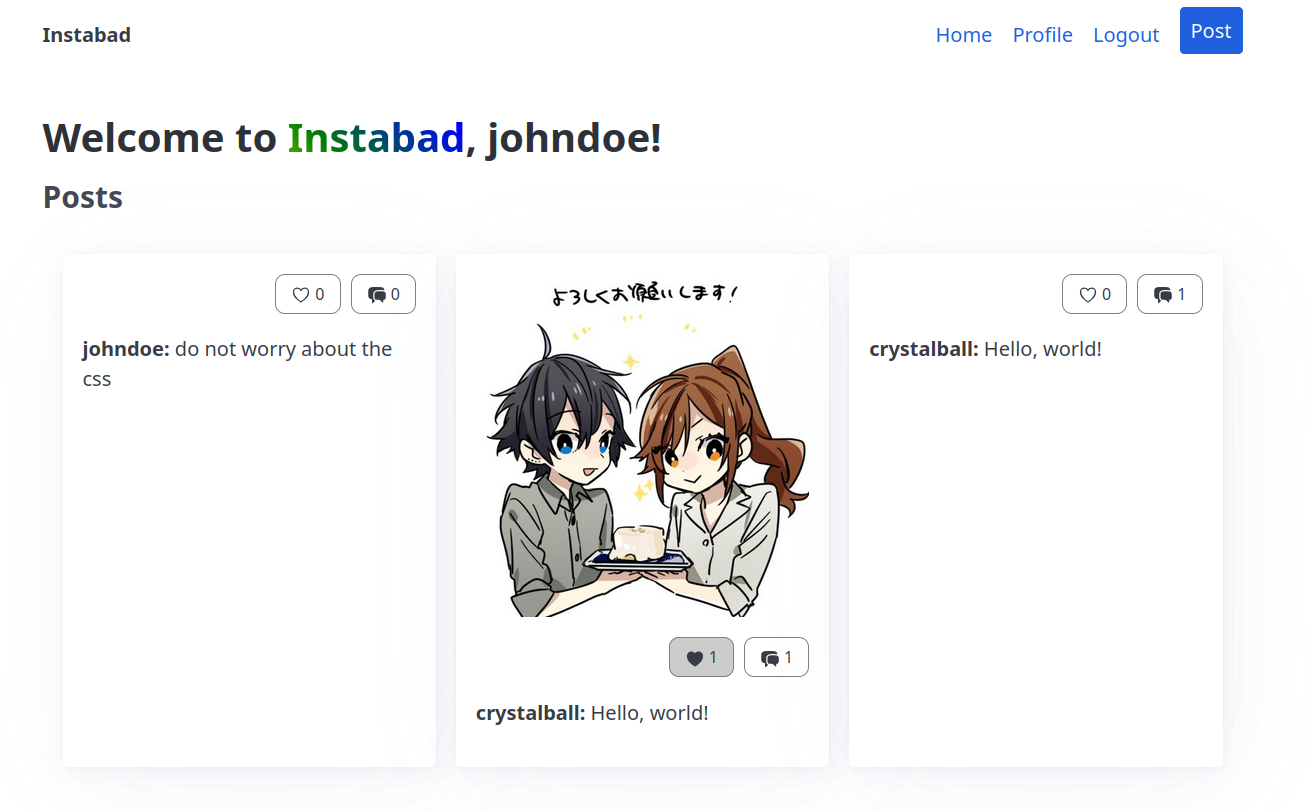 Instabad
Home Profile Logout Post
Welcome to Instabad, johndoe!
Posts
0 0
johndoe: do not worry about the
css
よろしくお願いします!
1 1
crystalball: Hello, world!
0 1
crystalball: Hello, world!